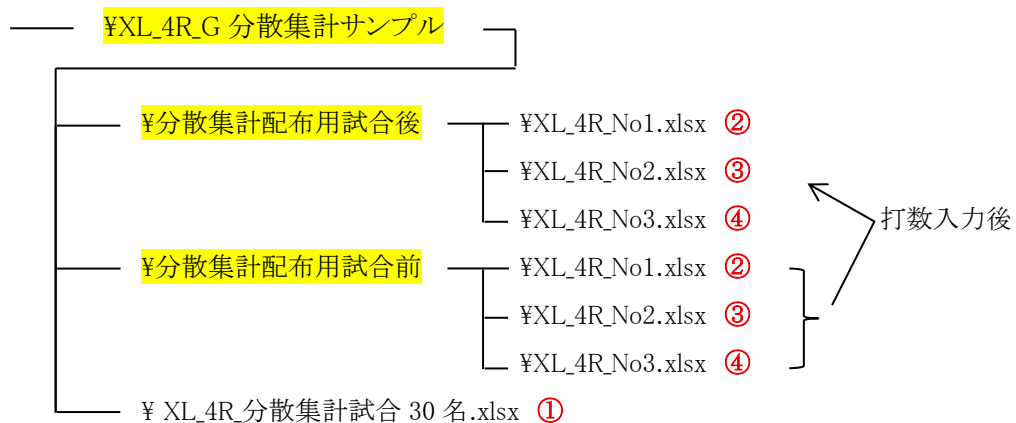 ¥XL_4R_G 分散集計サンプル
¥分散集計配布用試合後
¥XL_4R_No1.xlsx ②
¥XL_4R_No2.xlsx ③
¥XL_4R_No3.xlsx ④
打数入力後
¥分散集計配布用試合前
¥XL_4R_No1.xlsx ②
¥XL_4R_No2.xlsx ③
¥XL_4R_No3.xlsx ④
¥ XL_4R_分散集計試合 30 名.xlsx ①